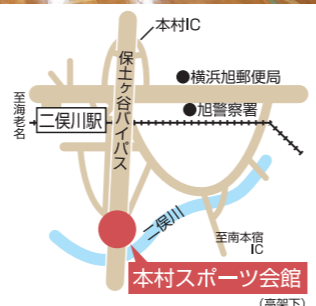 本村IC
保土ヶ谷バイパス
●横浜旭郵便局
●旭警察署
至海老名
二俣川駅
二俣川
至南本宿
IC
本村スポーツ会館
(高架下)